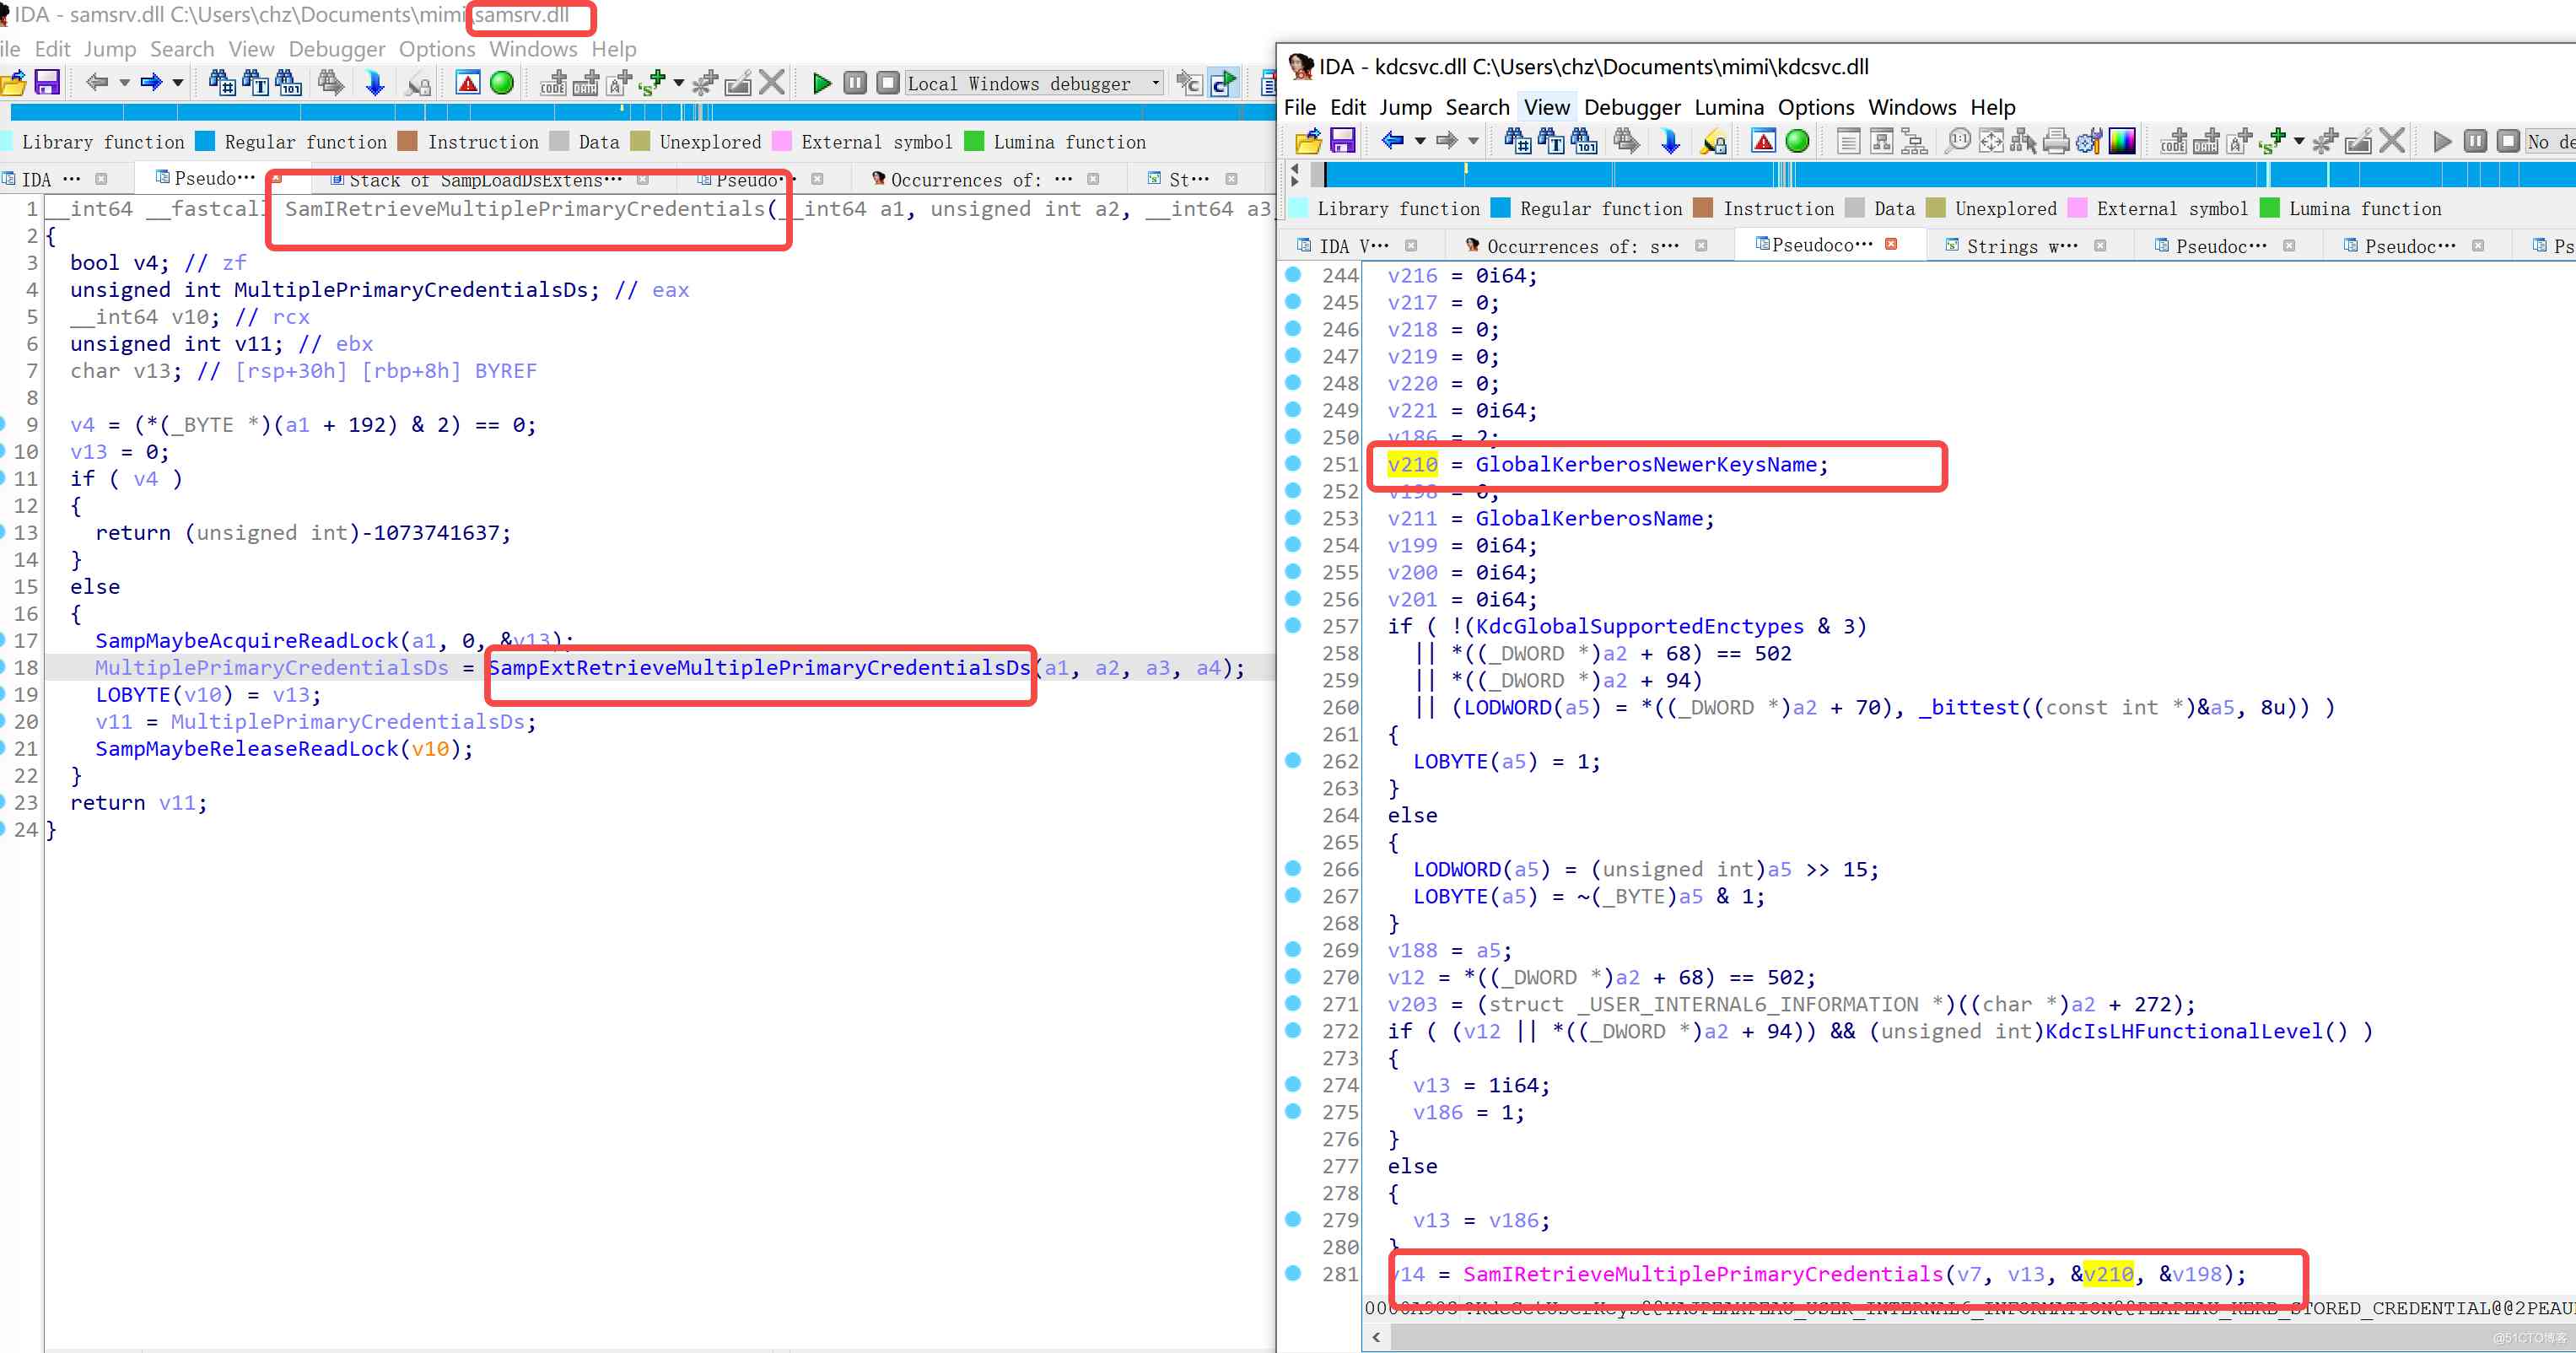 IDA - samsrv.dll C:\Users\chz\Documents\mimi\samsrv.dll
ile Edit Jump Search View Debugger Options Windows Help
Local Windows debugger
Library function Regular function Instruction Data Unexplored External symbol Lumina function
IDA ··· Pseudo··· Stack of SampLoadDsExtens··· Pseudo·· Occurrences of: ··· St···
1 __int64 __fastcall SamIRetrieveMultiplePrimaryCredentials(__int64 a1, unsigned int a2, __int64 a3
2 {
3 bool v4; // zf
4 unsigned int MultiplePrimaryCredentialsDs; // eax
5 __int64 v10; // rcx
6 unsigned int v11; // ebx
7 char v13; // [rsp+30h] [rbp+8h] BYREF
8
9 v4 = (*(_BYTE *)(a1 + 192) & 2) == 0;
10 v13 = 0;
11 if ( v4 )
12 {
13 return (unsigned int)-1073741637;
14 }
15 else
16 {
17 SampMaybeAcquireReadLock(a1, 0, &v13);
18 MultiplePrimaryCredentialsDs = SampExtRetrieveMultiplePrimaryCredentialsDs(a1, a2, a3, a4);
19 LOBYTE(v10) = v13;
20 v11 = MultiplePrimaryCredentialsDs;
21 SampMaybeReleaseReadLock(v10);
22 }
23 return v11;
24 }
IDA - kdcsvc.dll C:\Users\chz\Documents\mimi\kdcsvc.dll
File Edit Jump Search View Debugger Lumina Options Windows Help
No de
Library function Regular function Instruction Data Unexplored External symbol Lumina function
IDA V··· Occurrences of: s··· Pseudoco··· Strings w··· Pseudoc··· Pseudoc··· Ps
244 v216 = 0i64;
245 v217 = 0;
246 v218 = 0;
247 v219 = 0;
248 v220 = 0;
249 v221 = 0i64;
250 v186 = 2;
251 v210 = GlobalKerberosNewerKeysName;
252 v198 = 0;
253 v211 = GlobalKerberosName;
254 v199 = 0i64;
255 v200 = 0i64;
256 v201 = 0i64;
257 if ( !(KdcGlobalSupportedEnctypes & 3)
258 || *((_DWORD *)a2 + 68) == 502
259 || *((_DWORD *)a2 + 94)
260 || (LODWORD(a5) = *((_DWORD *)a2 + 70), _bittest((const int *)&a5, 8u)) )
261 {
262 LOBYTE(a5) = 1;
263 }
264 else
265 {
266 LODWORD(a5) = (unsigned int)a5 >> 15;
267 LOBYTE(a5) = ~(_BYTE)a5 & 1;
268 }
269 v188 = a5;
270 v12 = *((_DWORD *)a2 + 68) == 502;
271 v203 = (struct _USER_INTERNAL6_INFORMATION *)((char *)a2 + 272);
272 if ( (v12 || *((_DWORD *)a2 + 94)) && (unsigned int)KdcIsLHFunctionalLevel() )
273 {
274 v13 = 1i64;
275 v186 = 1;
276 }
277 else
278 {
279 v13 = v186;
280 }
281 v14 = SamIRetrieveMultiplePrimaryCredentials(v7, v13, &v210, &v198);
STORED_CREDENTIAL@@2PEAU
@51CTO博客